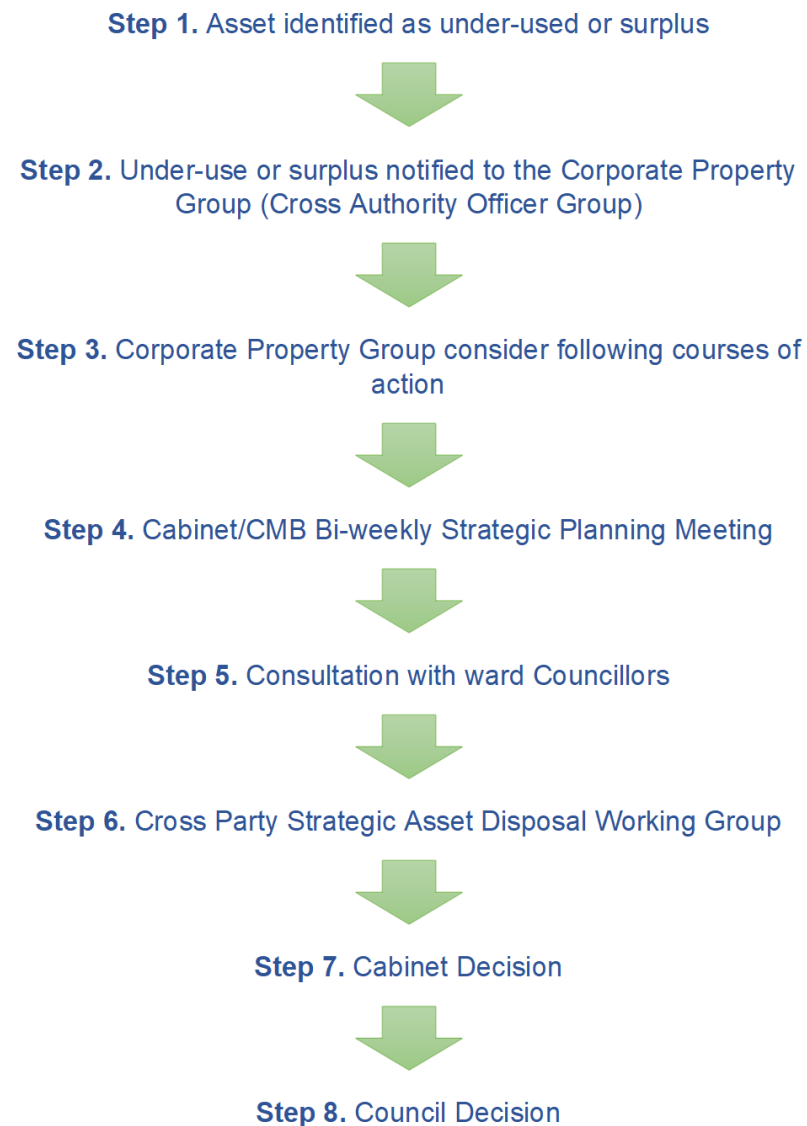 Step 1. Asset identified as under-used or surplus
Step 2. Under-use or surplus notified to the Corporate Property
Group (Cross Authority Officer Group)
Step 3. Corporate Property Group consider following courses of
action
Step 4. Cabinet/CMB Bi-weekly Strategic Planning Meeting
Step 5. Consultation with ward Councillors
Step 6. Cross Party Strategic Asset Disposal Working Group
Step 7. Cabinet Decision
Step 8. Council Decision